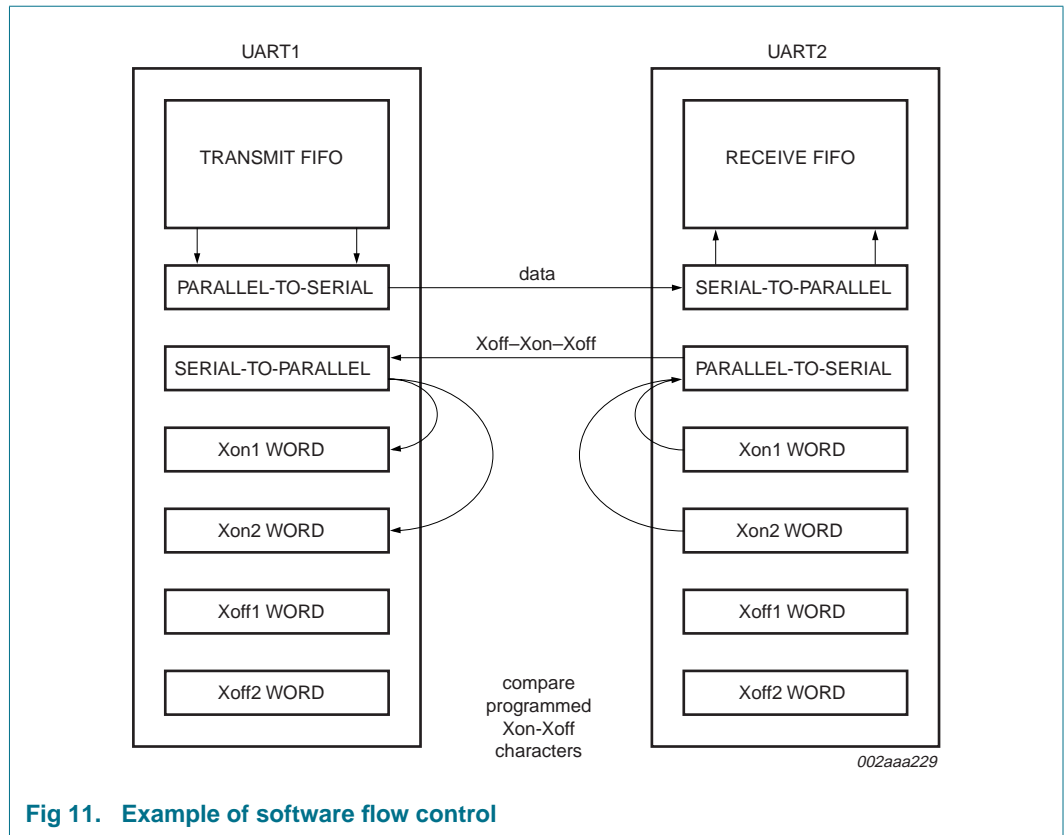 UART1
UART2
TRANSMIT FIFO
RECEIVE FIFO
PARALLEL-TO-SERIAL
data
SERIAL-TO-PARALLEL
Xoff–Xon–Xoff
SERIAL-TO-PARALLEL
PARALLEL-TO-SERIAL
Xon1 WORD
Xon1 WORD
Xon2 WORD
Xon2 WORD
Xoff1 WORD
Xoff1 WORD
Xoff2 WORD
compare
programmed
Xon-Xoff
characters
Xoff2 WORD
002aaa229
Fig 11. Example of software flow control